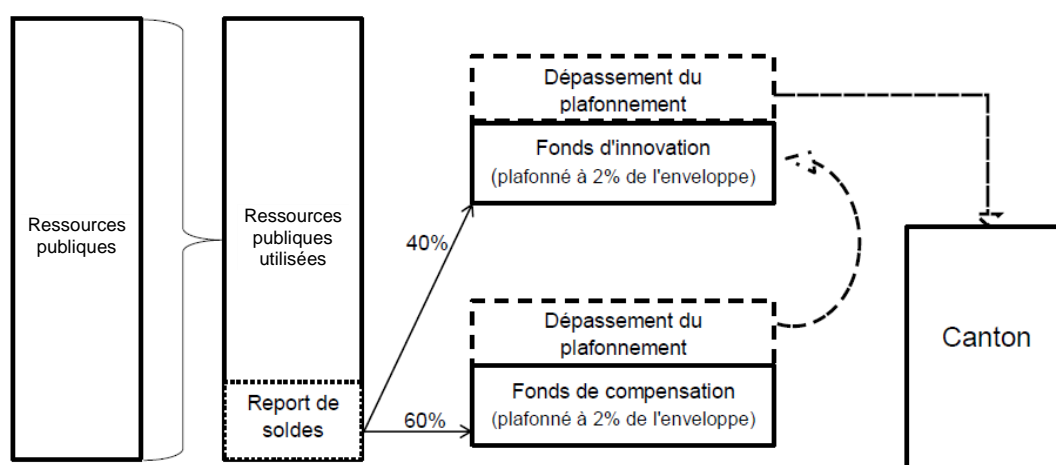 Ressources
publiques
Ressources
publiques
utilisées
Report de
soldes
40%
60%
Dépassement du
plafonnement
Fonds d'innovation
(plafonné à 2% de l'enveloppe)
Dépassement du
plafonnement
Fonds de compensation
(plafonné à 2% de l'enveloppe)
Canton